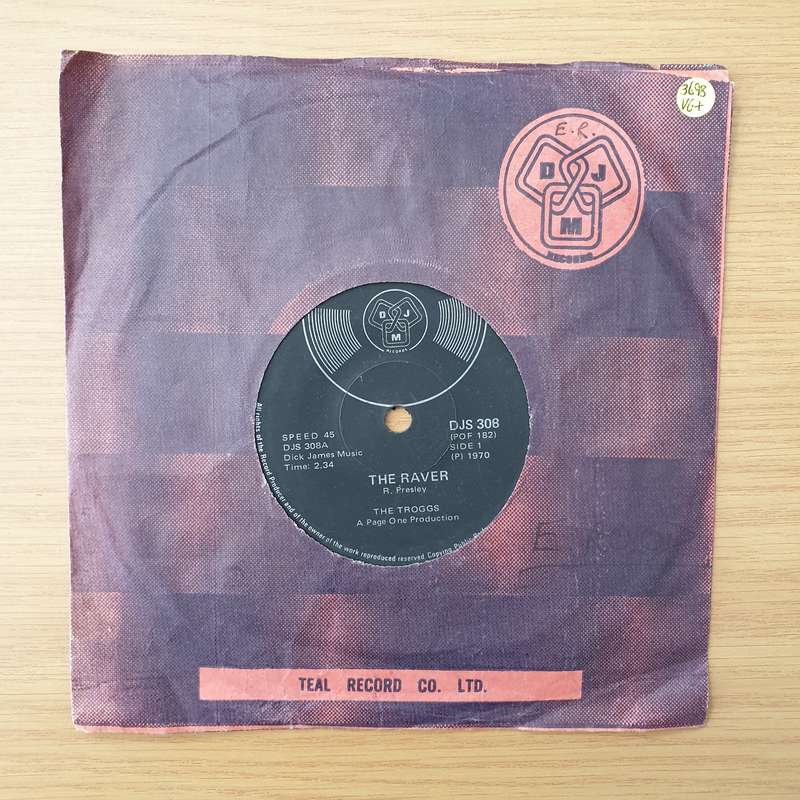 3693
VG+
E.R.
D J
M
RECORDS
D J
M
RECORDS
SPEED 45
DJS 308A
Dick James Music
Time: 2.34
DJS 308
(POF 182)
SIDE 1
(P) 1970
THE RAVER
R. Presley
THE TROGGS
A Page One Production
All rights of the Record Producer and of the owner of the work reproduced reserved. Copying, Public
TEAL RECORD CO. LTD.